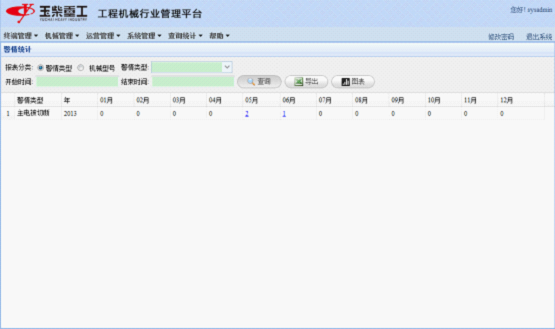 玉柴重工 工程机械行业管理平台 您好! sysadmin
YUCHAI HEAVY INDUSTRY
终端管理 机械管理 运营管理 系统管理 查询统计 帮助 修改密码 退出系统
警情统计
报表分类: 警情类型 机械型号 警情类型:
开始时间: 结束时间: 查询 导出 图表
警情类型 年 01月 02月 03月 04月 05月 06月 07月 08月 09月 10月 11月 12月
1 主电源切断 2013 0 0 0 0 2 1 0 0 0 0 0 0